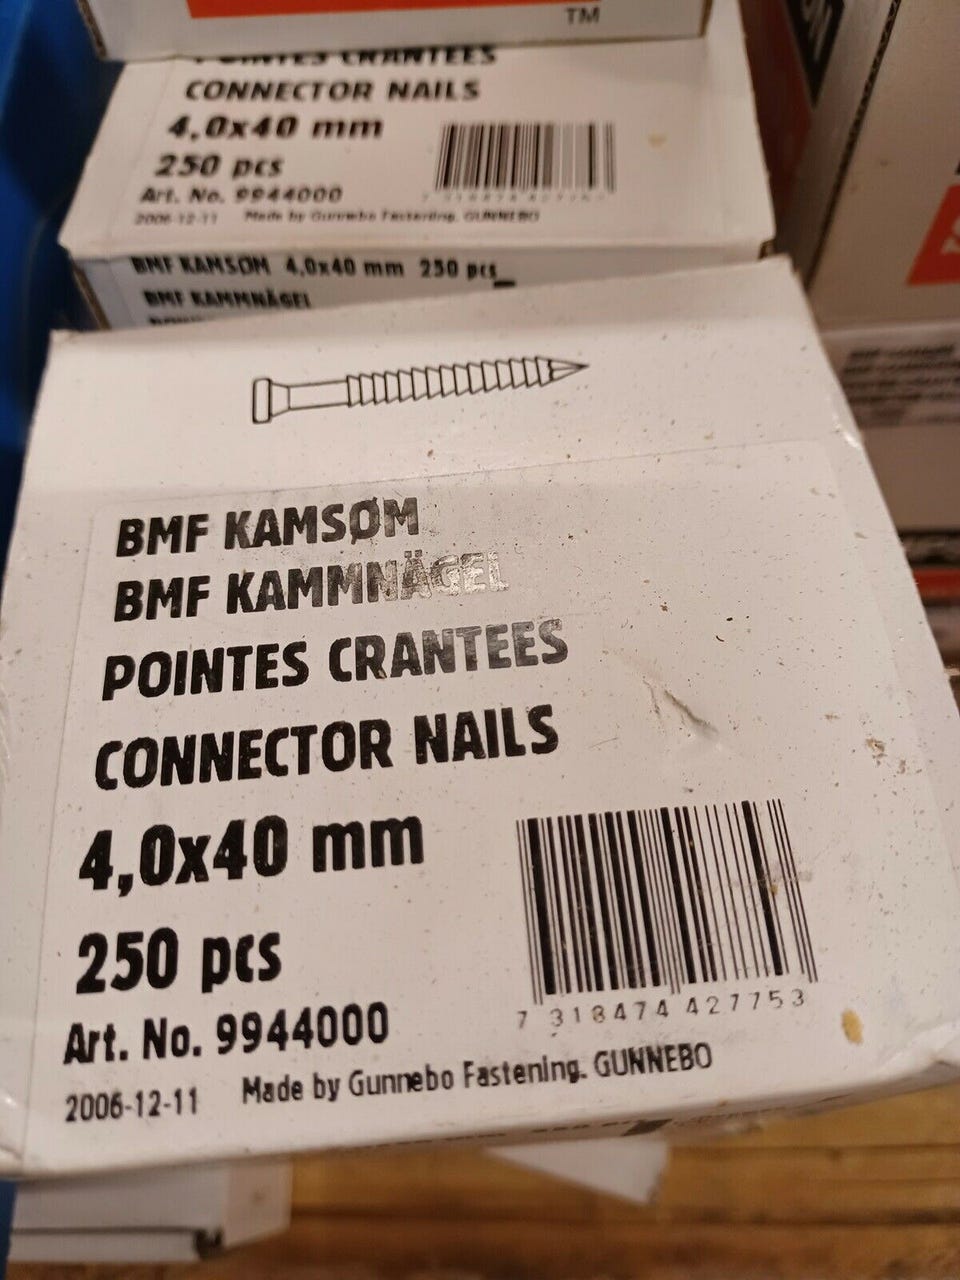 TM
POINTES CRANTEES
CONNECTOR NAILS
4,0x40 mm
250 pcs
Art. No. 9944000
2006-12-11 Made by Gunnebo Fastening. GUNNEBO
BMF KAMSØM 4,0x40 mm 250 pcs
BMF KAMMNÄGEL
BMF KAMSØM
BMF KAMMNÄGEL
POINTES CRANTEES
CONNECTOR NAILS
4,0x40 mm
250 pcs
Art. No. 9944000
7 318474 427753
2006-12-11 Made by Gunnebo Fastening. GUNNEBO